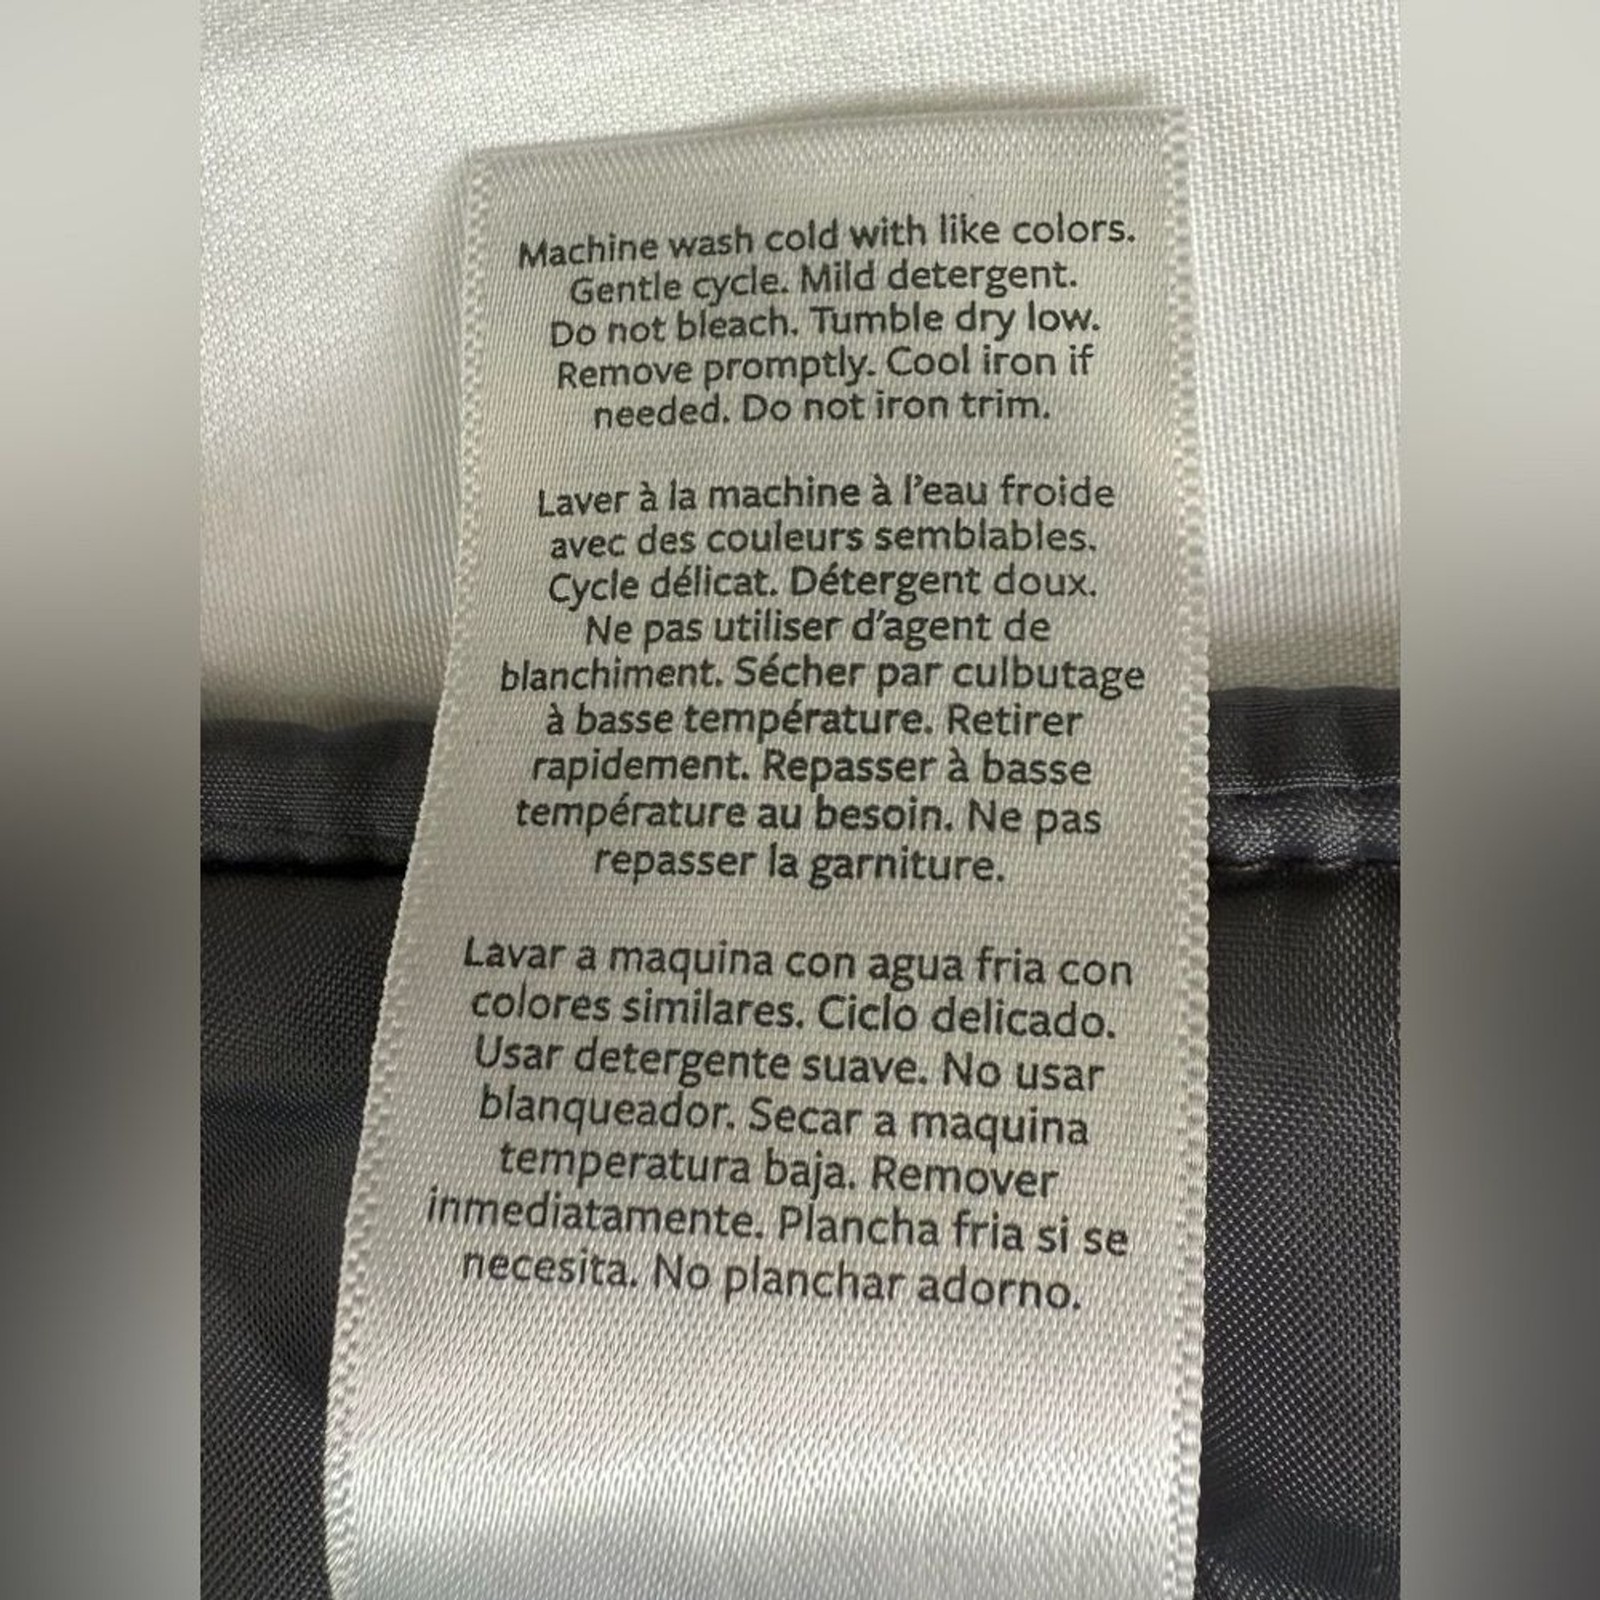 Machine wash cold with like colors.
Gentle cycle. Mild detergent.
Do not bleach. Tumble dry low.
Remove promptly. Cool iron if
needed. Do not iron trim.
Laver à la machine à l'eau froide
avec des couleurs semblables.
Cycle délicat. Détergent doux.
Ne pas utiliser d'agent de
blanchiment. Sécher par culbutage
à basse température. Retirer
rapidement. Repasser à basse
température au besoin. Ne pas
repasser la garniture.
Lavar a maquina con agua fria con
colores similares. Ciclo delicado.
Usar detergente suave. No usar
blanqueador. Secar a maquina
temperatura baja. Remover
inmediatamente. Plancha fria si se
necesita. No planchar adorno.